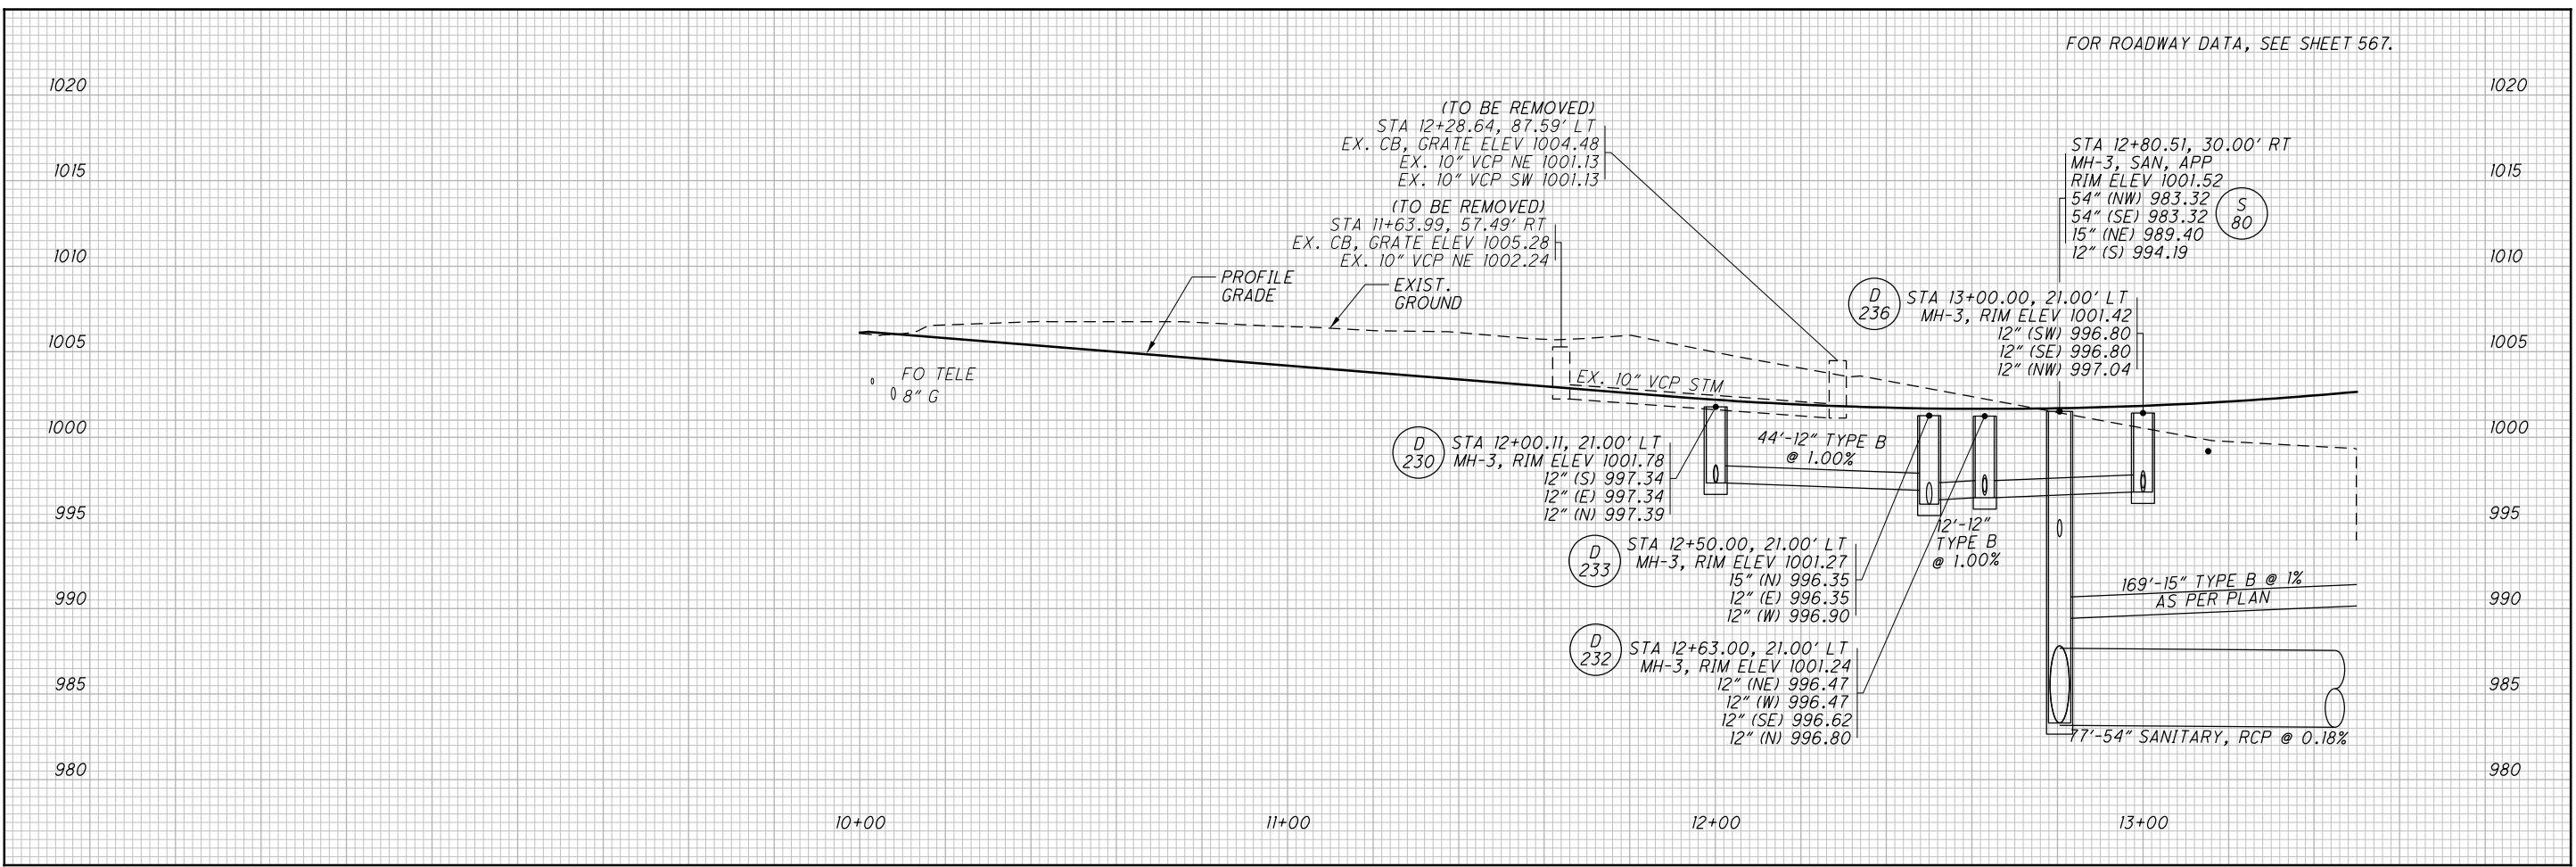 FOR ROADWAY DATA, SEE SHEET 567.
1020
1020
(TO BE REMOVED)
STA 12+28.64, 87.59' LT
EX. CB, GRATE ELEV 1004.48
EX. 10" VCP NE 1001.13
EX. 10" VCP SW 1001.13
STA 12+80.51, 30.00' RT
MH-3, SAN, APP
RIM ELEV 1001.52
54" (NW) 983.32
54" (SE) 983.32
15" (NE) 989.40
12" (S) 994.19
S
80
1015
1015
(TO BE REMOVED)
STA 11+63.99, 57.49' RT
EX. CB, GRATE ELEV 1005.28
EX. 10" VCP NE 1002.24
1010
1010
PROFILE
GRADE
EXIST.
GROUND
D
236
STA 13+00.00, 21.00' LT
MH-3, RIM ELEV 1001.42
12" (SW) 996.80
12" (SE) 996.80
12" (NW) 997.04
1005
1005
FO TELE
8" G
EX. 10" VCP STM
1000
1000
D
230
STA 12+00.11, 21.00' LT
MH-3, RIM ELEV 1001.78
12" (S) 997.34
12" (E) 997.34
12" (N) 997.39
44'-12" TYPE B
@ 1.00%
995
995
D
233
STA 12+50.00, 21.00' LT
MH-3, RIM ELEV 1001.27
15" (N) 996.35
12" (E) 996.35
12" (W) 996.90
12'-12"
TYPE B
@ 1.00%
169'-15" TYPE B @ 1%
AS PER PLAN
990
990
D
232
STA 12+63.00, 21.00' LT
MH-3, RIM ELEV 1001.24
12" (NE) 996.47
12" (W) 996.47
12" (SE) 996.62
12" (N) 996.80
985
985
77'-54" SANITARY, RCP @ 0.18%
980
980
10+00
11+00
12+00
13+00